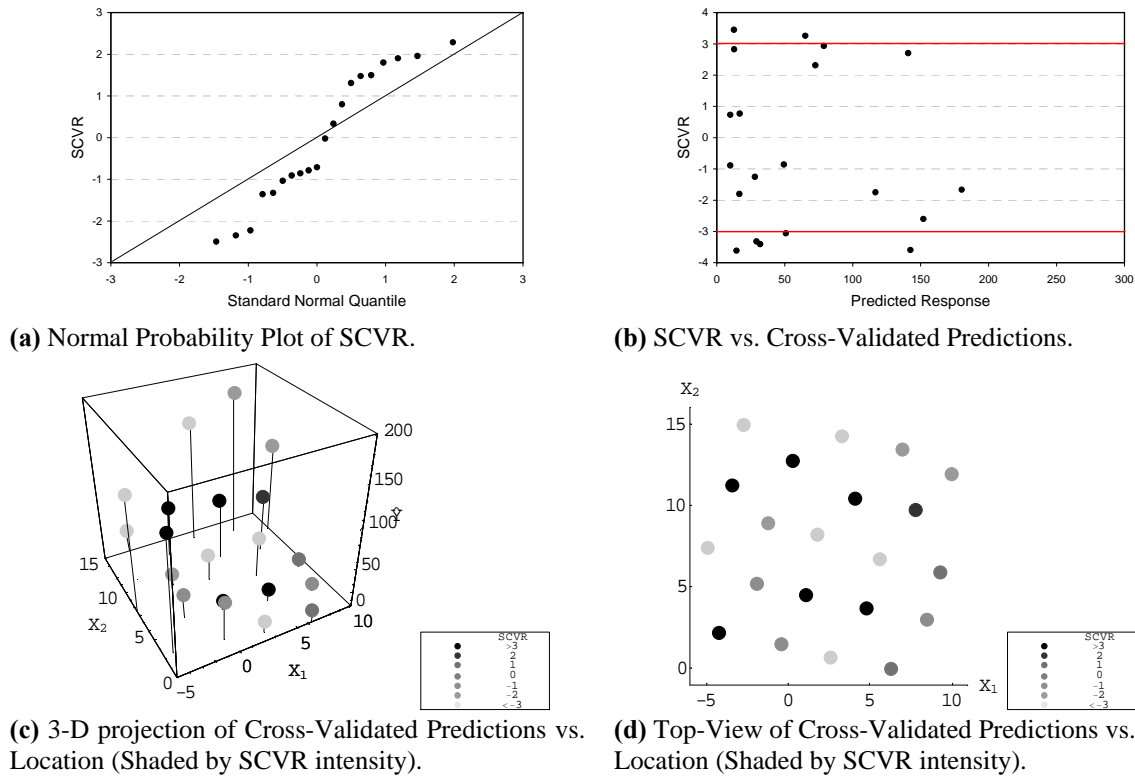 3
2
1
0
-1
-2
-3
-3 -2 -1 0 1 2 3
SCVR
Standard Normal Quantile
4
3
2
1
0
-1
-2
-3
-4
0 50 100 150 200 250 300
SCVR
Predicted Response
(a) Normal Probability Plot of SCVR.
(b) SCVR vs. Cross-Validated Predictions.
200
150
100
Ŷ
50
0
10
15
10
X2
5
0
-5
0
5
10
X1
SCVR
>3
2
1
0
-1
-2
<-3
X2
15
10
5
0
-5 0 5 10
X1
SCVR
>3
2
1
0
-1
-2
<-3
(c) 3-D projection of Cross-Validated Predictions vs.
Location (Shaded by SCVR intensity).
(d) Top-View of Cross-Validated Predictions vs.
Location (Shaded by SCVR intensity).